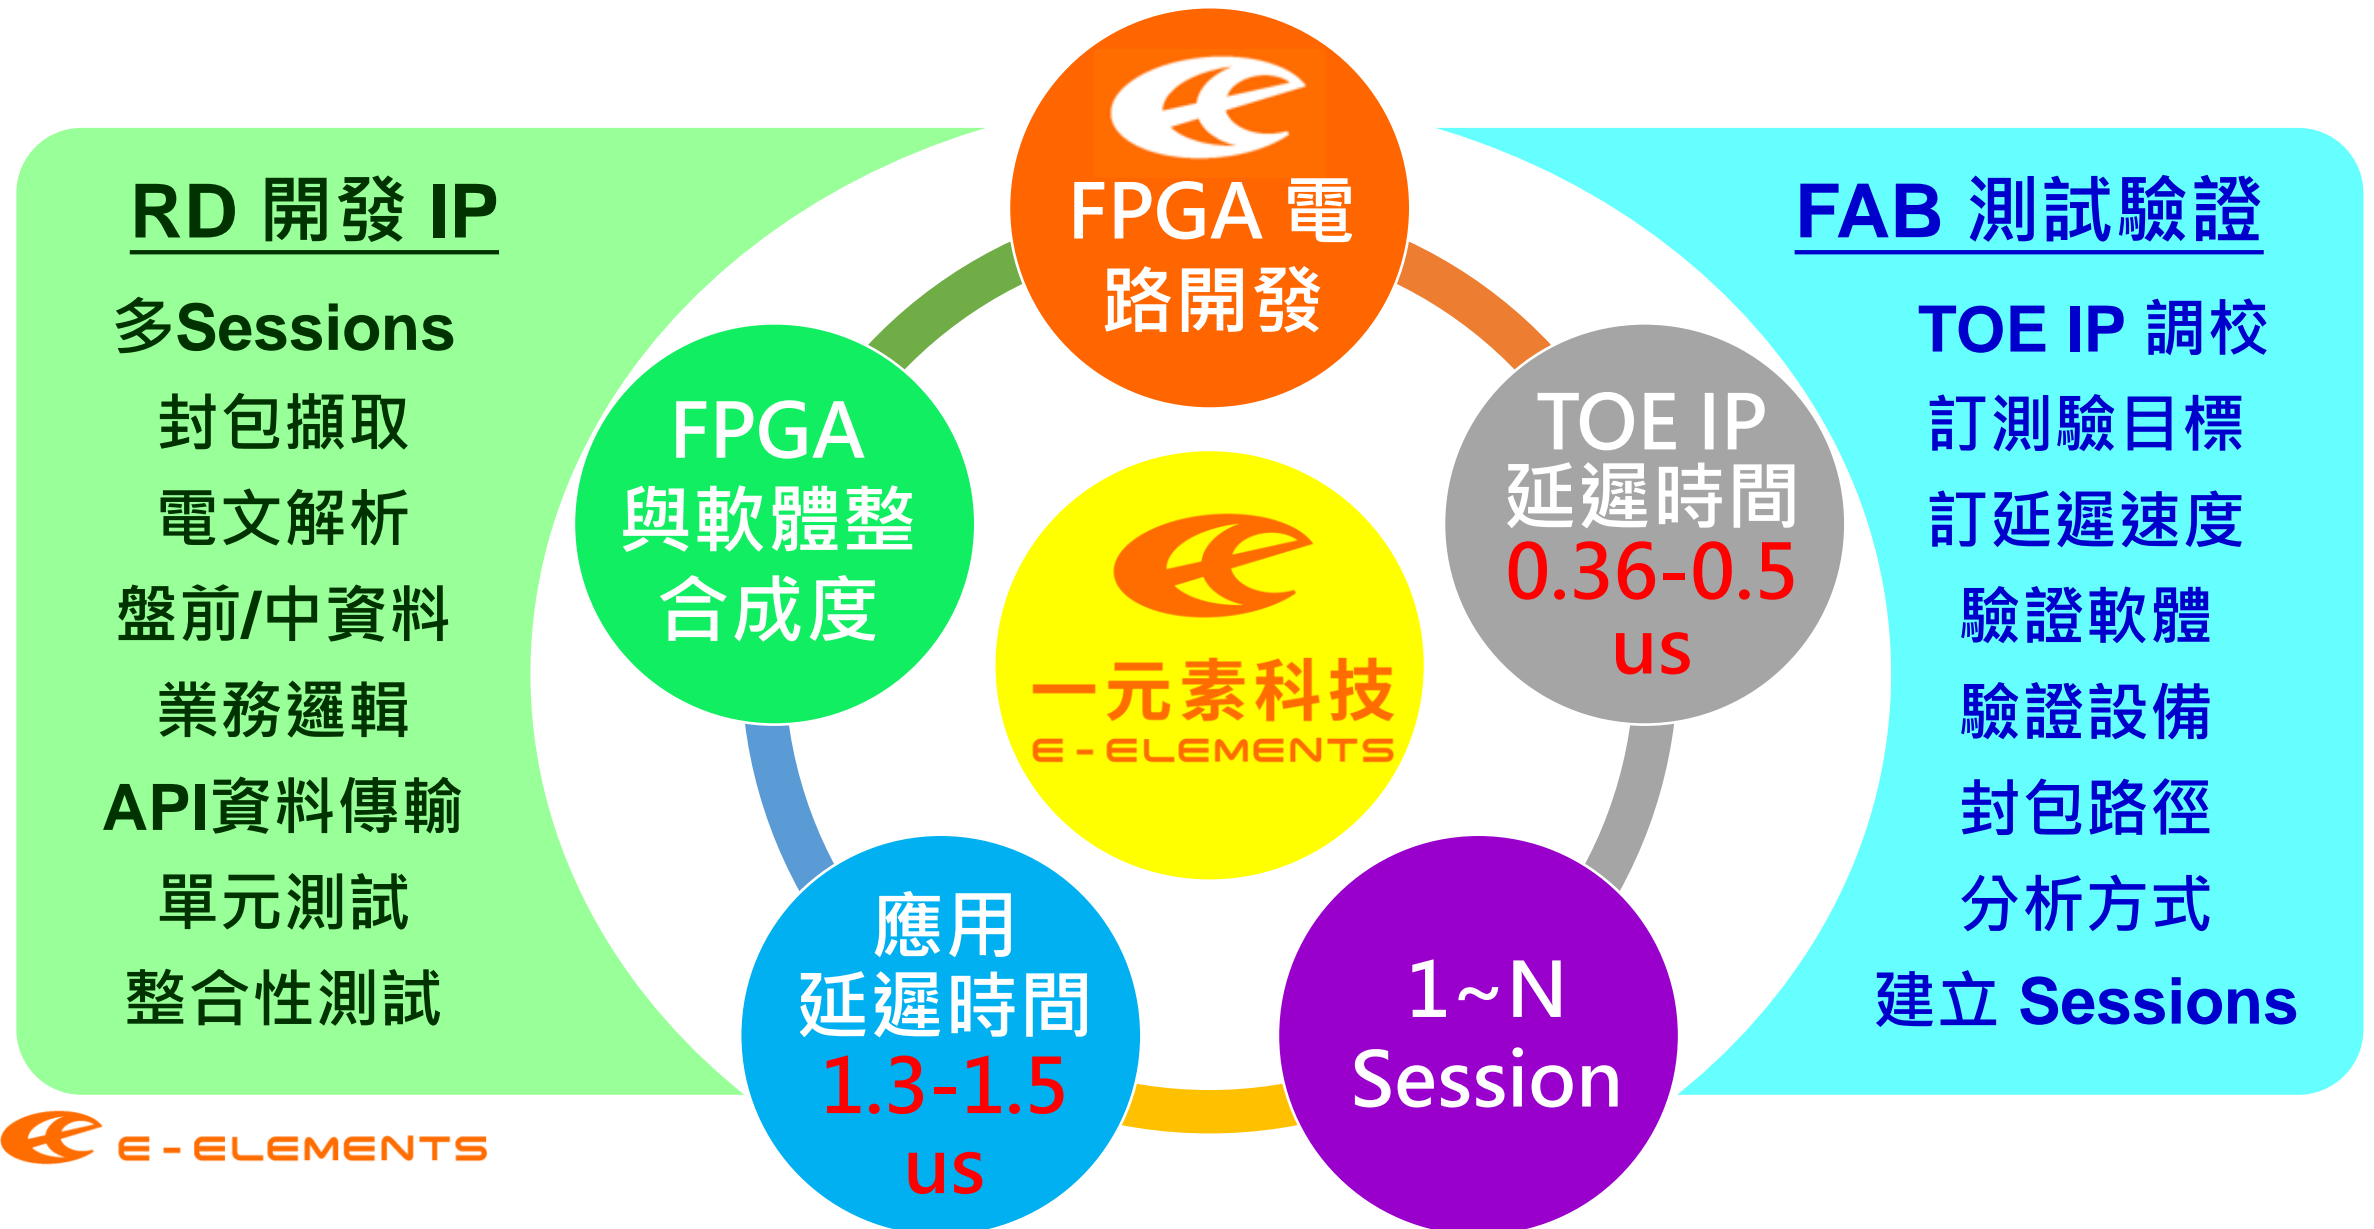 RD 開發 IP
多Sessions
封包擷取
電文解析
盤前/中資料
業務邏輯
API資料傳輸
單元測試
整合性測試
FPGA 電
路開發
FPGA
與軟體整
合成度
TOE IP
延遲時間
0.36-0.5
us
一元素科技
E-ELEMENTS
應用
延遲時間
1.3-1.5
us
1~N
Session
FAB 測試驗證
TOE IP 調校
訂測驗目標
訂延遲速度
驗證軟體
驗證設備
封包路徑
分析方式
建立 Sessions
E-ELEMENTS